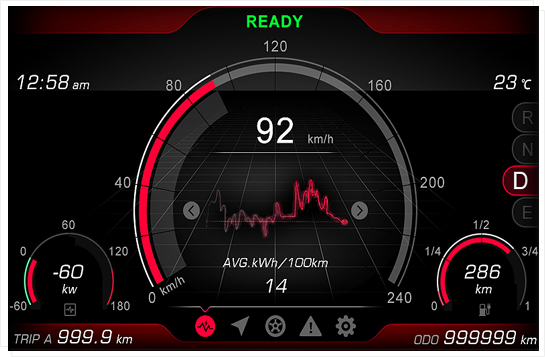 READY
12:58 am
23 ℃
120
80
160
40
200
0
240
km/h
92 km/h
AVG.kWh/100km
14
R
N
D
E
60
0
120
-60
180
-60
kw
1/2
1/4
3/4
0
1
286
km
TRIP A 999.9 km
ODO 999999 km